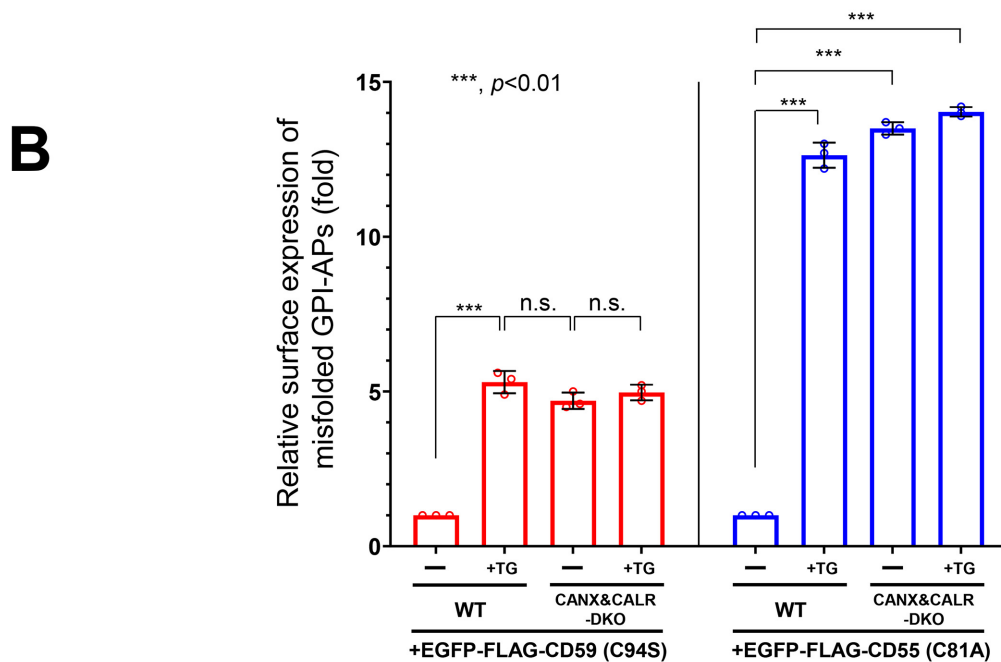 B
Relative surface expression of
misfolded GPI-APs (fold)
***, p<0.01
***
***
***
15
10
5
0
*** n.s. n.s.
— +TG — +TG — +TG — +TG
WT CANX&CALR
-DKO WT CANX&CALR
-DKO
+EGFP-FLAG-CD59 (C94S) +EGFP-FLAG-CD55 (C81A)